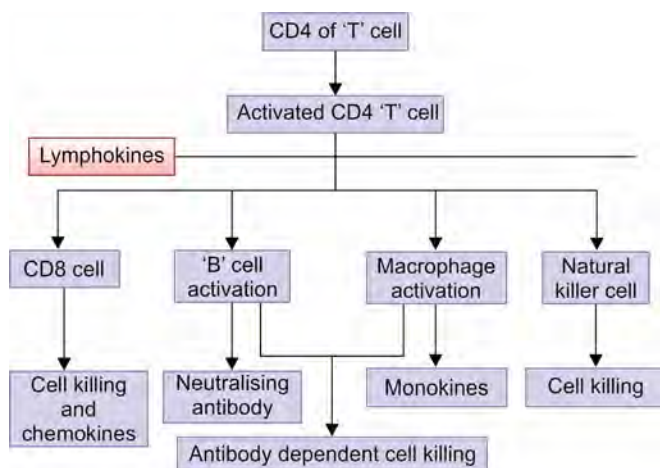 CD4 of ‘T’ cell
Activated CD4 ‘T’ cell
Lymphokines
CD8 cell
‘B’ cell
activation
Macrophage
activation
Natural
killer cell
Cell killing
and
chemokines
Neutralising
antibody
Monokines
Cell killing
Antibody dependent cell killing